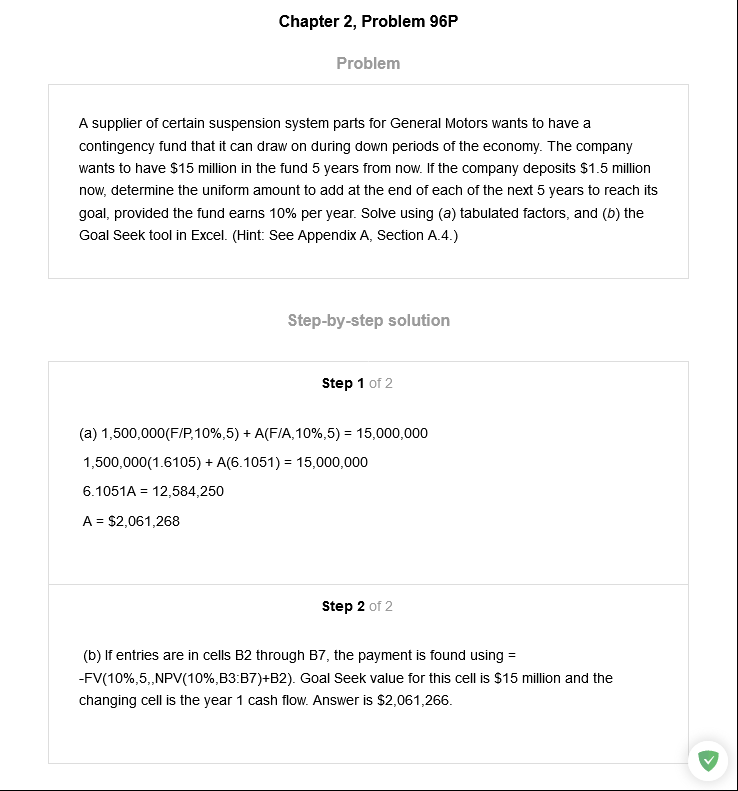 Chapter 2, Problem 96P
Problem
A supplier of certain suspension system parts for General Motors wants to have a
contingency fund that it can draw on during down periods of the economy. The company
wants to have $15 million in the fund 5 years from now. If the company deposits $1.5 million
now, determine the uniform amount to add at the end of each of the next 5 years to reach its
goal, provided the fund earns 10% per year. Solve using (a) tabulated factors, and (b) the
Goal Seek tool in Excel. (Hint: See Appendix A, Section A.4.)
Step-by-step solution
Step 1 of 2
(a) 1,500,000(F/P,10%,5) + A(F/A,10%,5) = 15,000,000
1,500,000(1.6105) + A(6.1051) = 15,000,000
6.1051A = 12,584,250
A = $2,061,268
Step 2 of 2
(b) If entries are in cells B2 through B7, the payment is found using =
-FV(10%,5,,NPV(10%,B3:B7)+B2). Goal Seek value for this cell is $15 million and the
changing cell is the year 1 cash flow. Answer is $2,061,266.